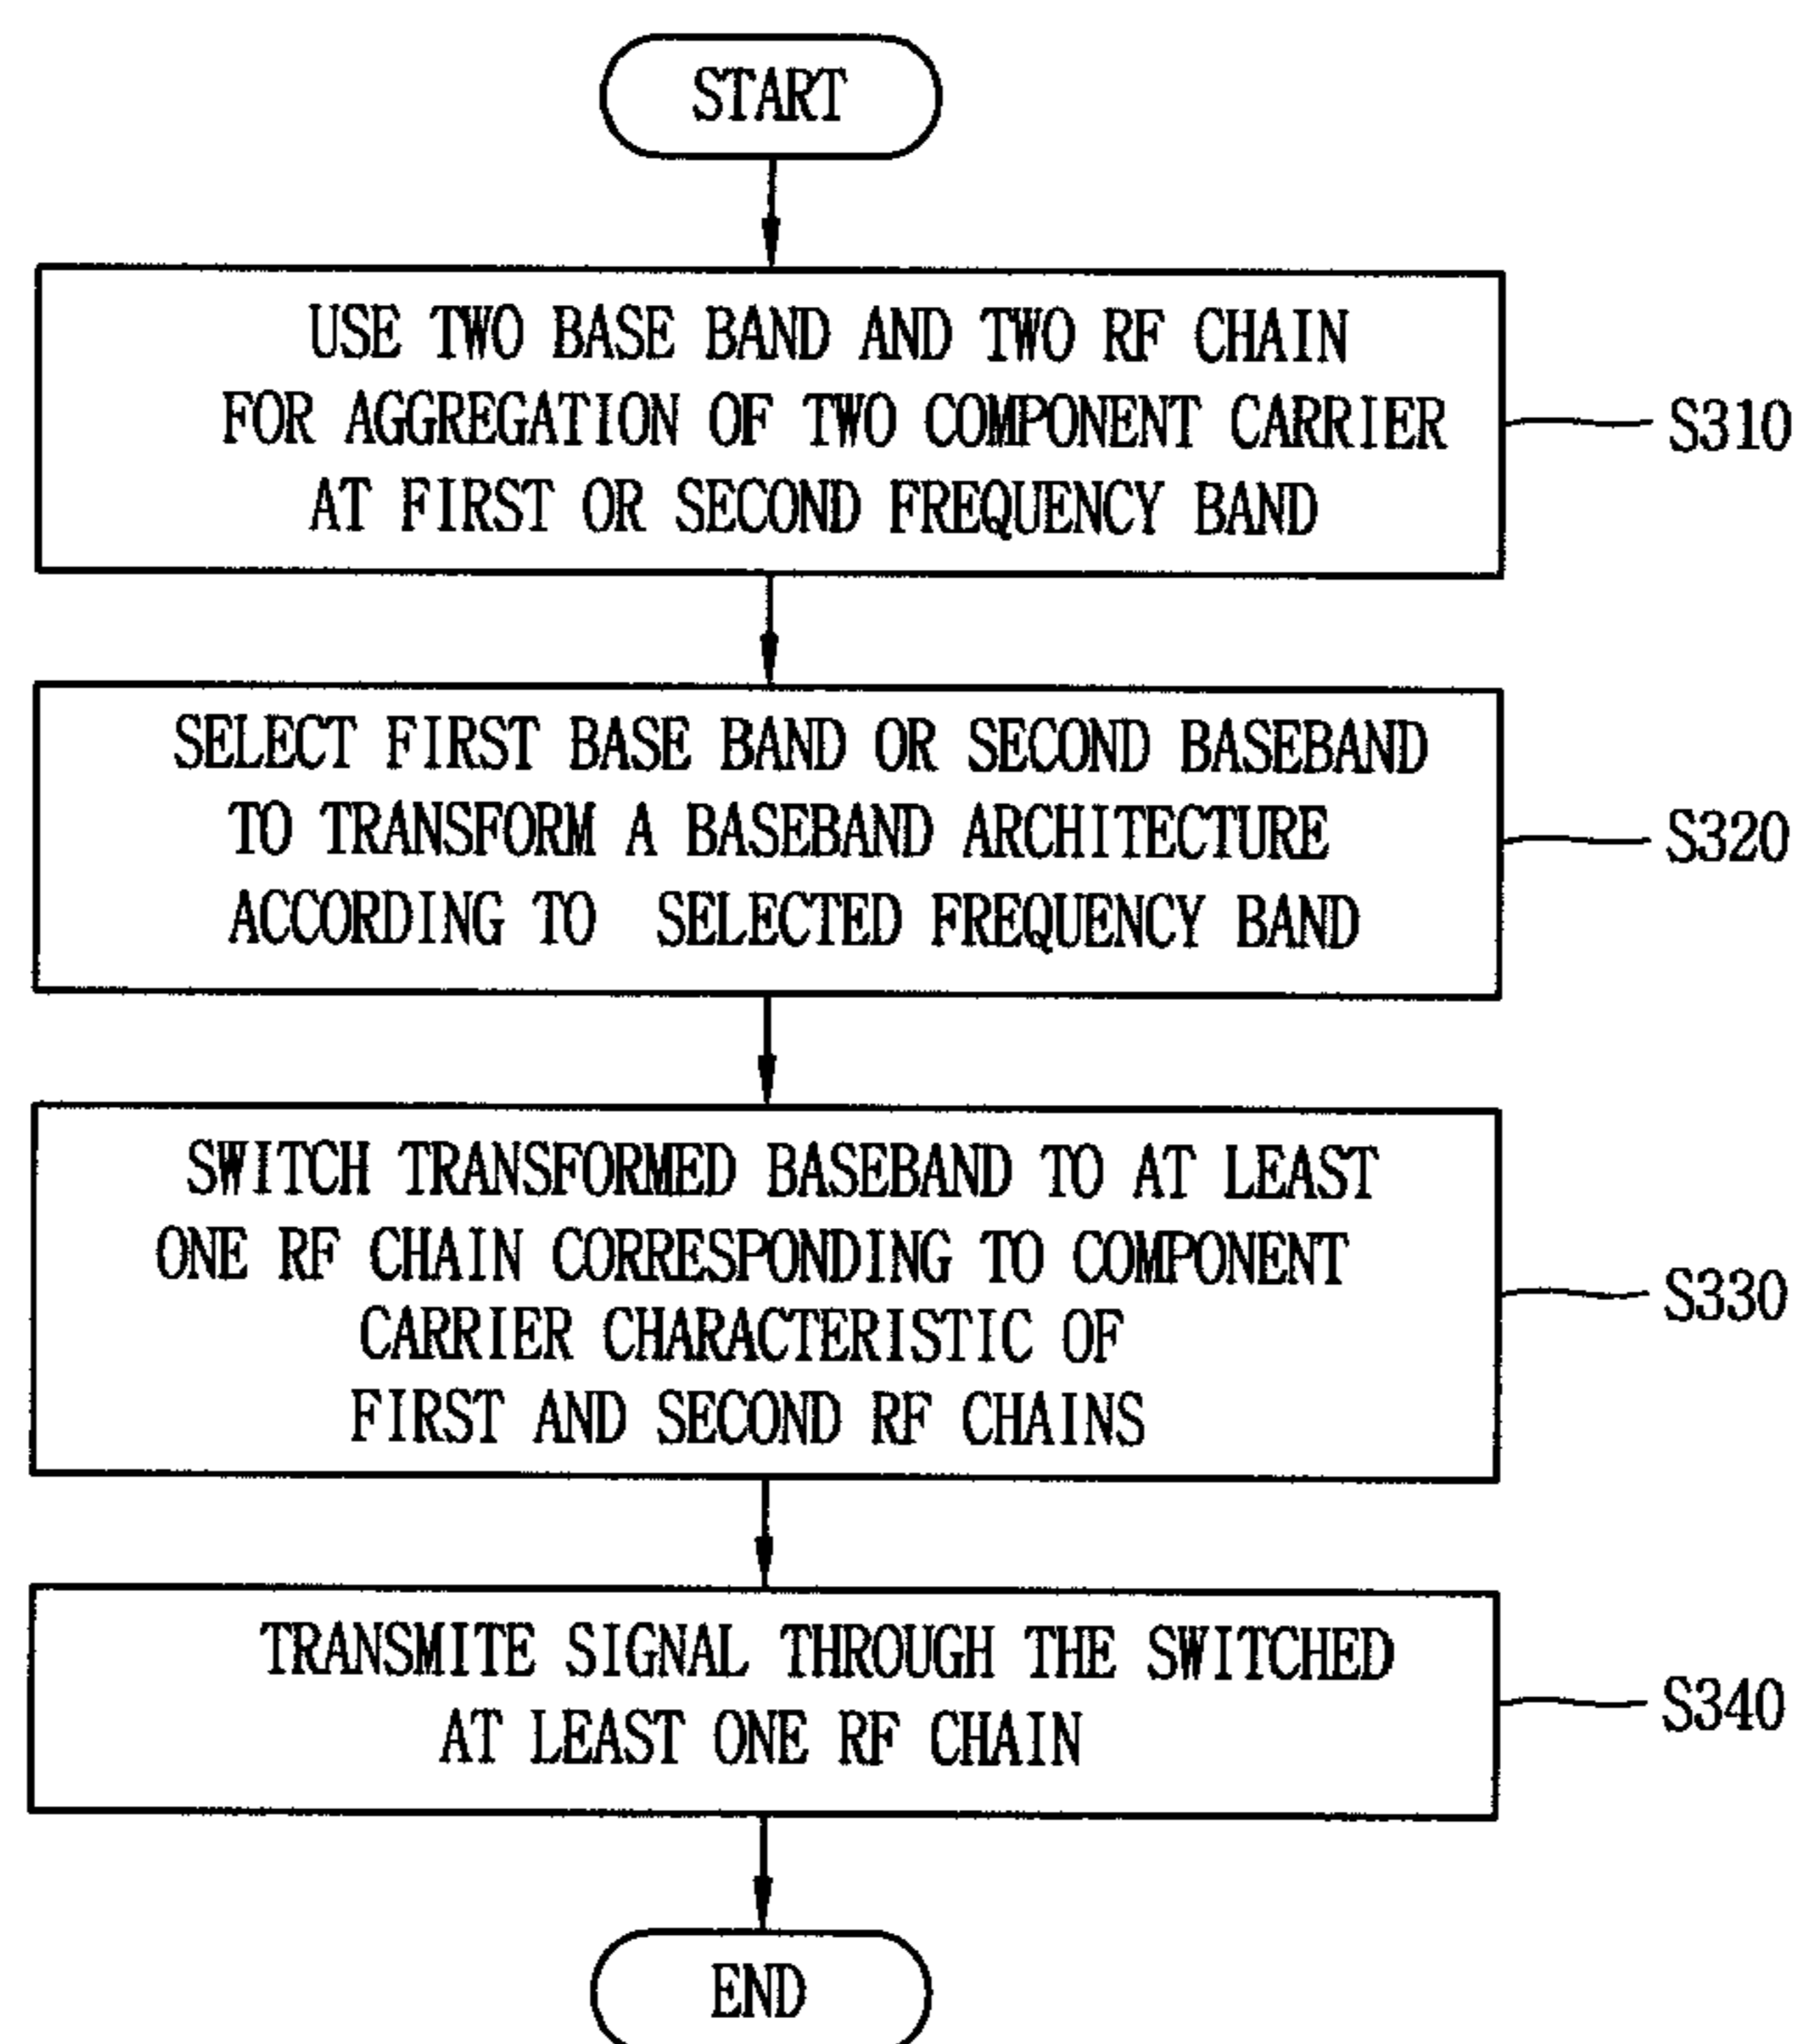 START
USE TWO BASE BAND AND TWO RF CHAIN
FOR AGGREGATION OF TWO COMPONENT CARRIER
AT FIRST OR SECOND FREQUENCY BAND
S310
SELECT FIRST BASE BAND OR SECOND BASEBAND
TO TRANSFORM A BASEBAND ARCHITECTURE
ACCORDING TO SELECTED FREQUENCY BAND
S320
SWITCH TRANSFORMED BASEBAND TO AT LEAST
ONE RF CHAIN CORRESPONDING TO COMPONENT
CARRIER CHARACTERISTIC OF
FIRST AND SECOND RF CHAINS
S330
TRANSMITE SIGNAL THROUGH THE SWITCHED
AT LEAST ONE RF CHAIN
S340
END